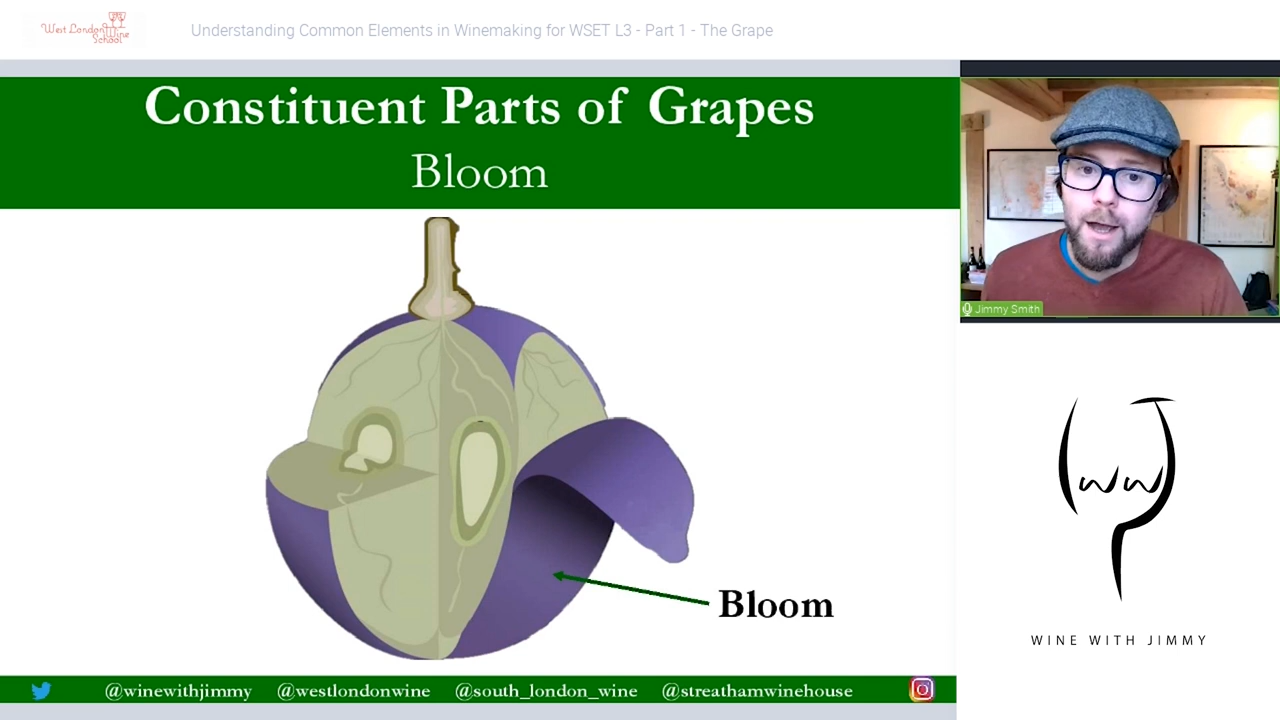 West London Wine School
Understanding Common Elements in Winemaking for WSET L3 - Part 1 - The Grape
Constituent Parts of Grapes
Bloom
Jimmy Smith
Bloom
WINE WITH JIMMY
@winewithjimmy @westlondonwine @south_london_wine @streathamwinehouse